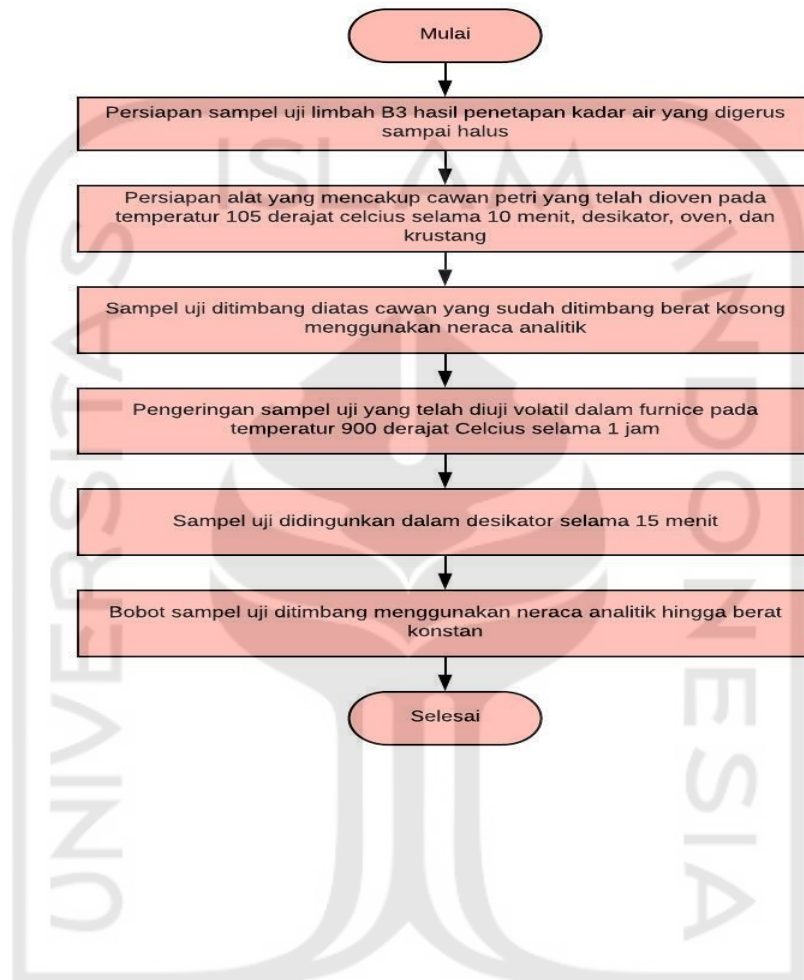 Mulai
Persiapan sampel uji limbah B3 hasil penetapan kadar air yang digerus
sampai halus
Persiapan alat yang mencakup cawan petri yang telah dioven pada
temperatur 105 derajat celcius selama 10 menit, desikator, oven, dan
krustang
Sampel uji ditimbang diatas cawan yang sudah ditimbang berat kosong
menggunakan neraca analitik
Pengeringan sampel uji yang telah diuji volatil dalam furnice pada
temperatur 900 derajat Celcius selama 1 jam
Sampel uji didingunkan dalam desikator selama 15 menit
Bobot sampel uji ditimbang menggunakan neraca analitik hingga berat
konstan
Selesai
UNIVERSITAS
ISLAM
INDONESIA